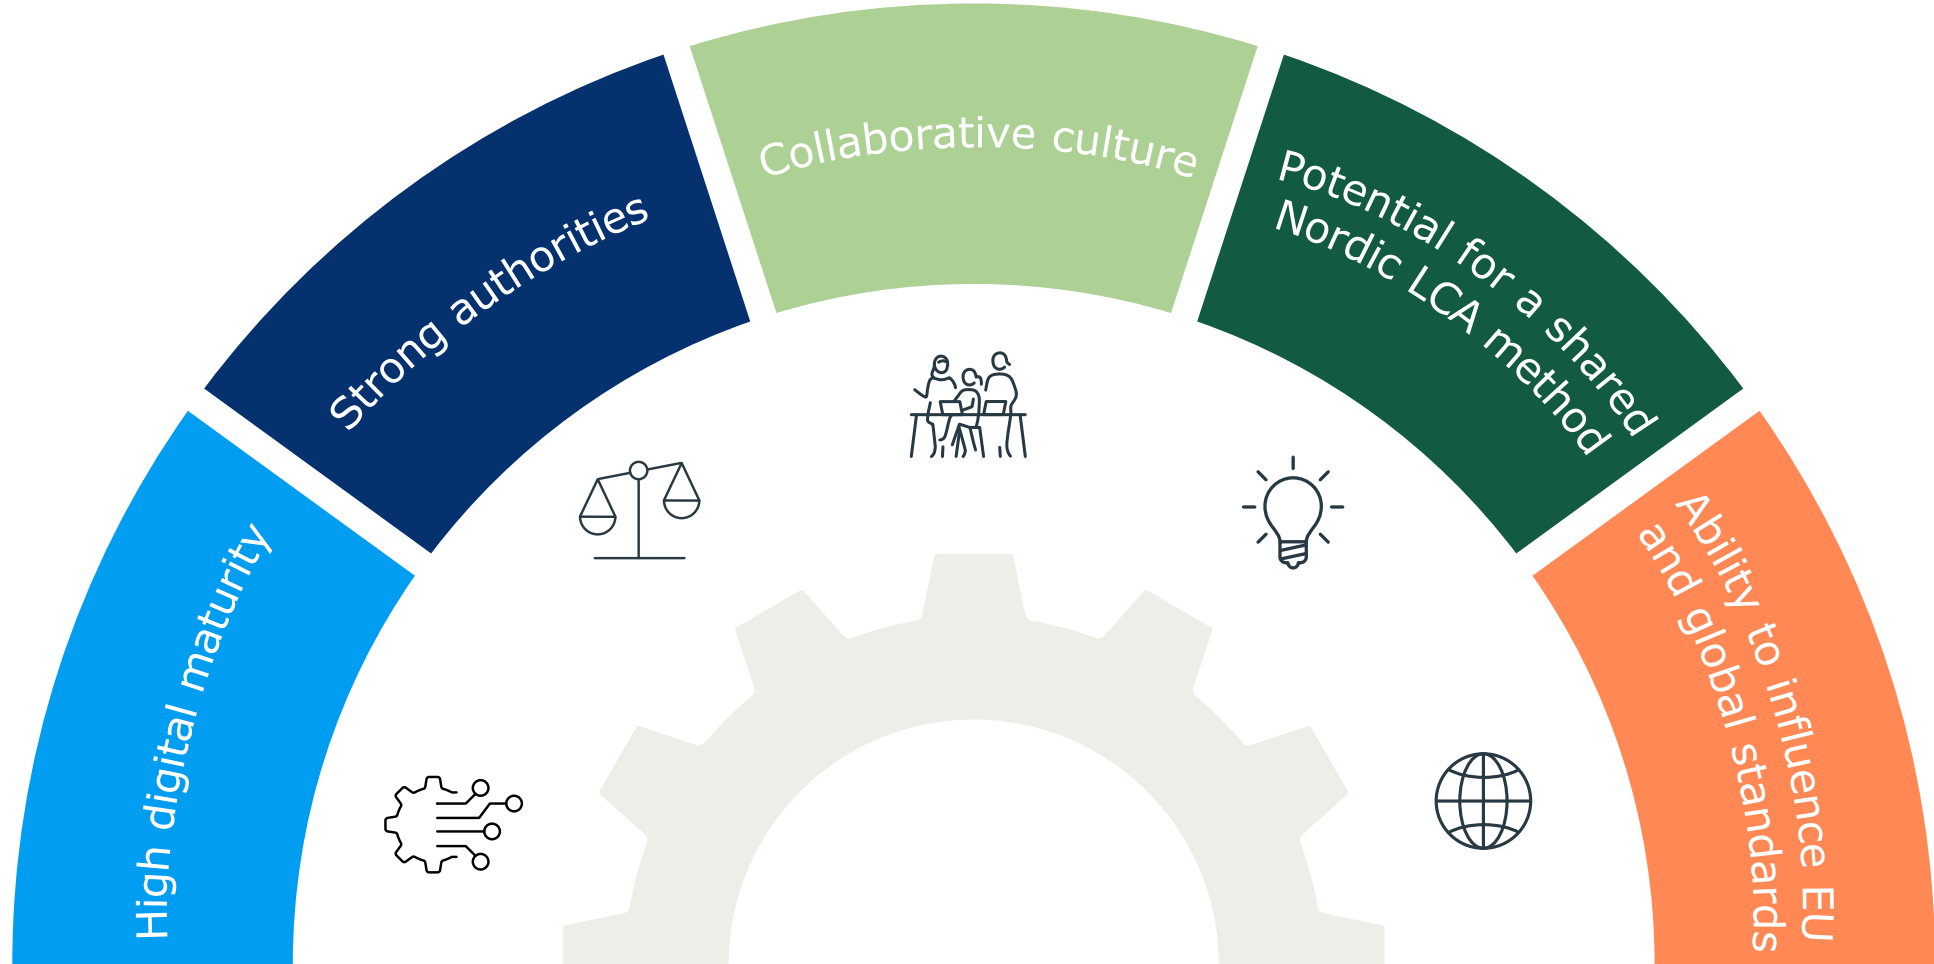 High digital maturity
Strong authorities
Collaborative culture
Potential for a shared
Nordic LCA method
Ability to influence EU
and global standards